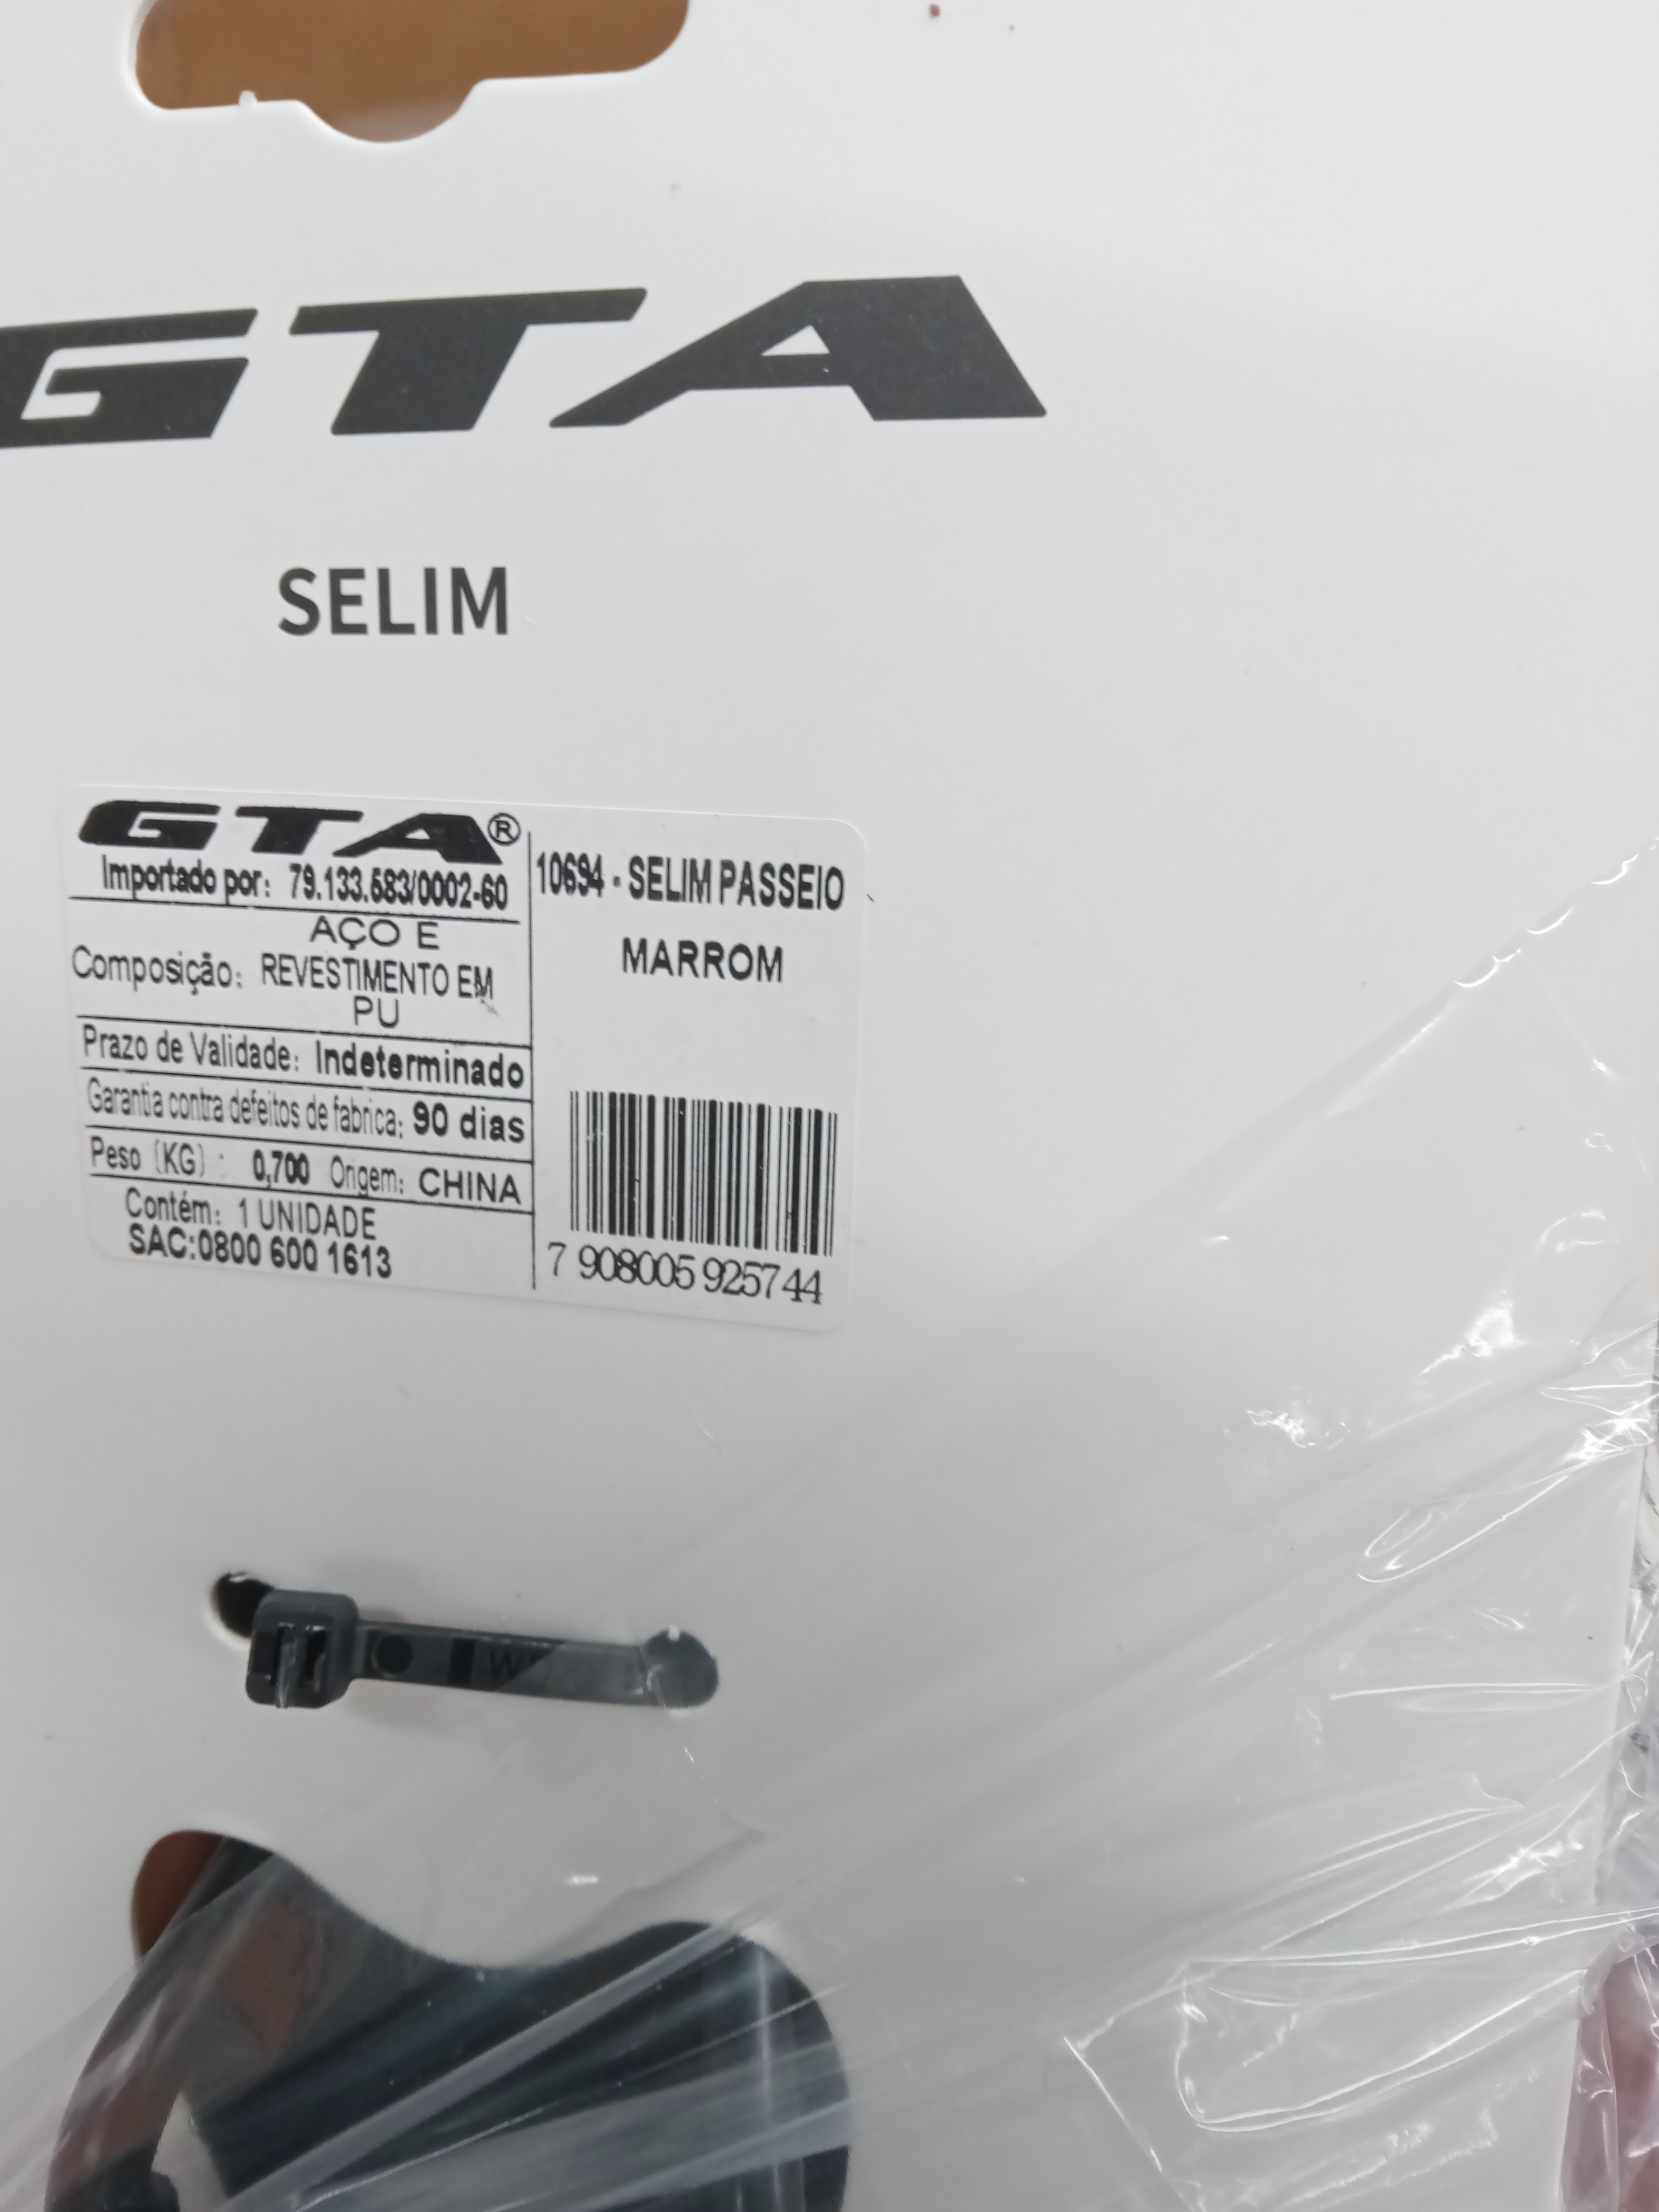 GTA
SELIM
GTA®
Importado por: 79.133.583/0002-60
Composição: AÇO E
REVESTIMENTO EM
PU
Prazo de Validade: Indeterminado
Garantia contra defeitos de fabrica: 90 dias
Peso (KG) : 0,700 Origem: CHINA
Contém: 1 UNIDADE
SAC:0800 600 1613
10694 - SELIM PASSEIO
MARROM
7 908005 925744